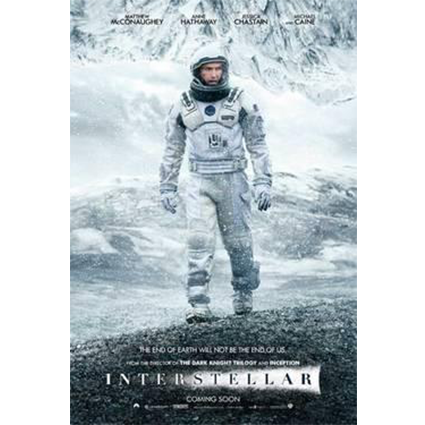 MATTHEW ANNE JESSICA MICHAEL
McCONAUGHEY HATHAWAY CHASTAIN AND CAINE
THE END OF EARTH WILL NOT BE THE END OF US
FROM THE DIRECTOR OF THE DARK KNIGHT TRILOGY AND INCEPTION
INTERSTELLAR
COMING SOON